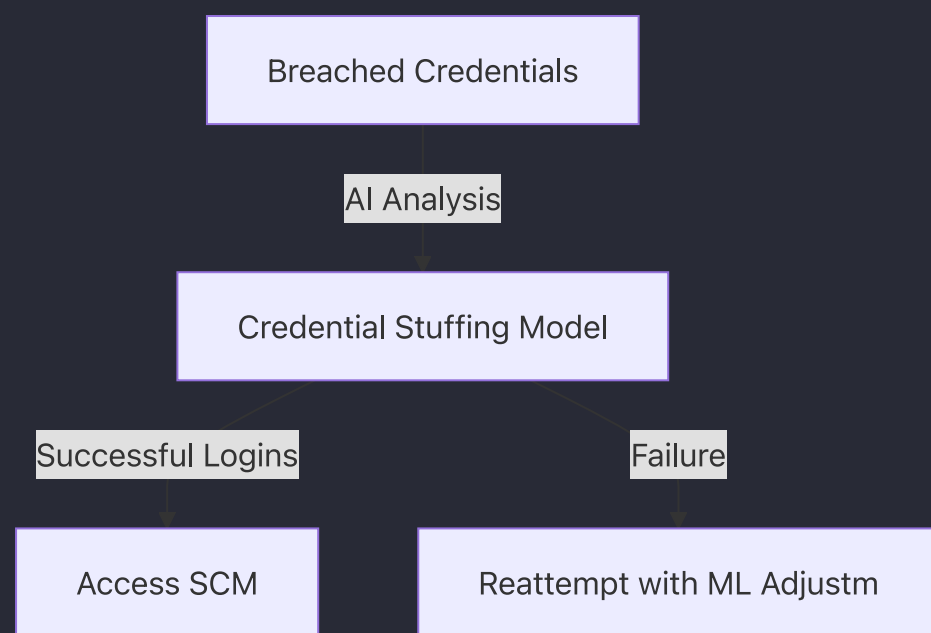 Breached Credentials
AI Analysis
Credential Stuffing Model
Successful Logins
Failure
Access SCM
Reattempt with ML Adjustm